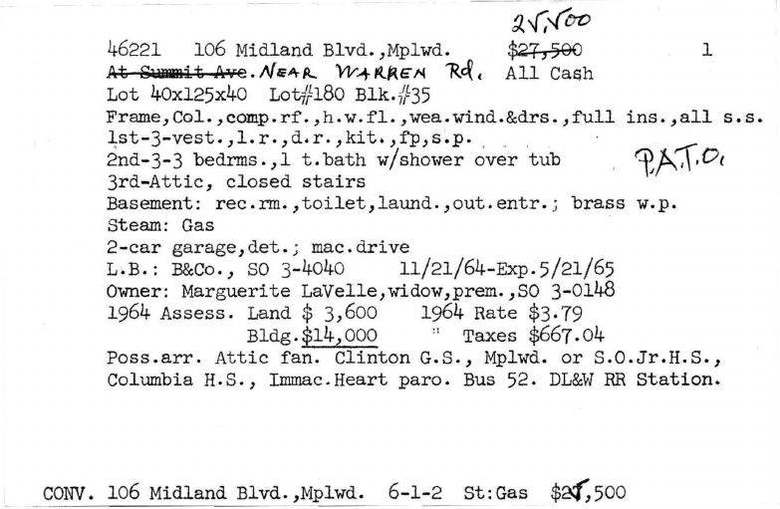 25,500
46221 106 Midland Blvd.,Mplwd. $27,500 1
At Summit Ave. NEAR WARREN Rd. All Cash
Lot 40x125x40 Lot#180 Blk.#35
Frame,Col.,comp.rf.,h.w.fl.,wea.wind.&drs.,full ins.,all s.s.
1st-3-vest.,l.r.,d.r.,kit.,fp,s.p.
2nd-3-3 bedrms.,1 t.bath w/shower over tub P.A.T.O.
3rd-Attic, closed stairs
Basement: rec.rm.,toilet,laund.,out.entr.; brass w.p.
Steam: Gas
2-car garage,det.; mac.drive
L.B.: B&Co., SO 3-4040 11/21/64-Exp.5/21/65
Owner: Marguerite LaVelle,widow,prem.,SO 3-0148
1964 Assess. Land $ 3,600 1964 Rate $3.79
Bldg.$14,000 " Taxes $667.04
Poss.arr. Attic fan. Clinton G.S., Mplwd. or S.O.Jr.H.S.,
Columbia H.S., Immac.Heart paro. Bus 52. DL&W RR Station.
CONV. 106 Midland Blvd.,Mplwd. 6-1-2 St:Gas $25,500